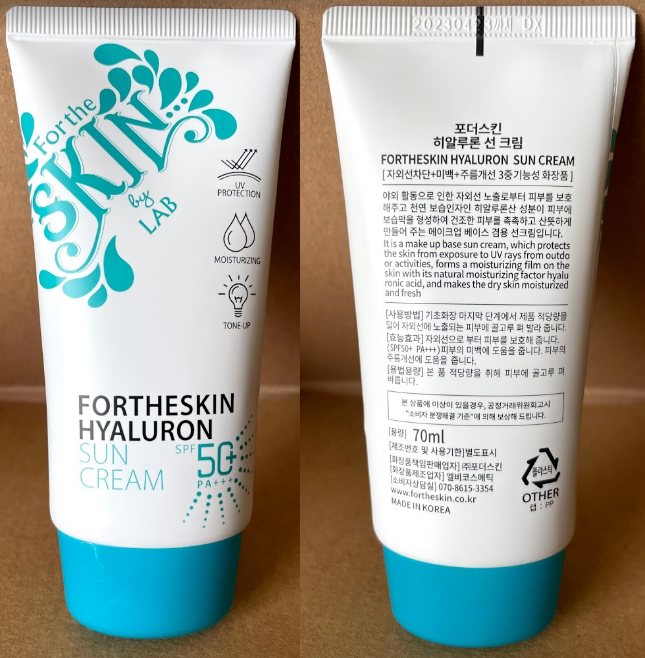 For the
SKIN
by
LAB
UV
PROTECTION
MOISTURIZING
TONE-UP
FORTHESKIN
HYALURON
SUN
CREAM
SPF
50+
PA+++
20230423까지 DX
포더스킨
히알루론 선 크림
FORTHESKIN HYALURON SUN CREAM
[ 자외선차단+미백+주름개선 3중기능성 화장품 ]
야외 활동으로 인한 자외선 노출로부터 피부를 보호
해주고 천연 보습인자인 히알루론산 성분이 피부에
보습막을 형성하여 건조한 피부를 촉촉하고 산뜻하게
만들어 주는 메이크업 베이스 겸용 선크림입니다.
It is a make up base sun cream, which protects
the skin from exposure to UV rays from outdo
or activities, forms a moisturizing film on the
skin with its natural moisturizing factor hyalu
ronic acid, and makes the dry skin moisturized
and fresh
[사용방법] 기초화장 마지막 단계에서 제품 적당량을
덜어 자외선에 노출되는 피부에 골고루 펴 발라 줍니다.
[효능효과] 자외선으로 부터 피부를 보호해 줍니다.
(SPF50+ PA+++)피부의 미백에 도움을 줍니다. 피부의
주름개선에 도움을 줍니다.
[용법용량] 본 품 적당량을 취해 피부에 골고루 펴
바릅니다.
본 상품에 이상이 있을경우, 공정거래위원회고시
"소비자 분쟁해결 기준"에 의해 보상해 드립니다.
[용량] 70ml
[제조번호 및 사용기한]별도표시
[화장품책임판매업자] ㈜포더스킨
[화장품제조업자] 엘비코스메틱
[소비자상담실] 070-8615-3354
www.fortheskin.co.kr
MADE IN KOREA
플라스틱
OTHER
캡 : PP